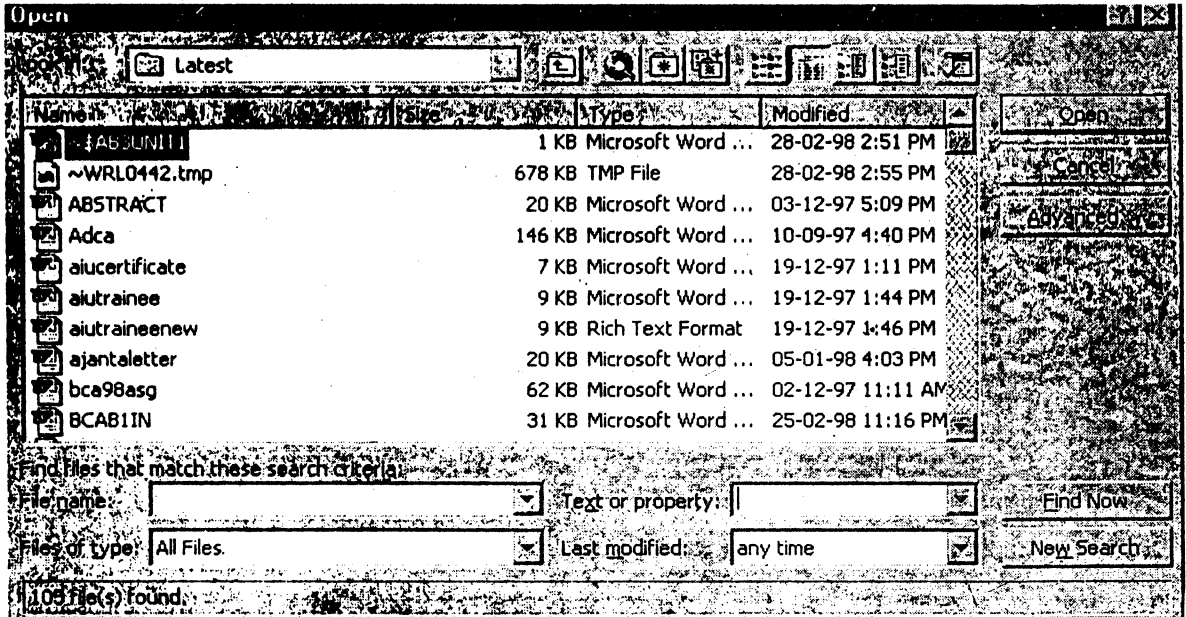 Open
Look in: Latest
Name Size Type Modified
1 KB Microsoft Word ... 28-02-98 2:51 PM
~WRL0442.tmp 678 KB TMP File 28-02-98 2:55 PM
ABSTRACT 20 KB Microsoft Word ... 03-12-97 5:09 PM
Adca 146 KB Microsoft Word ... 10-09-97 4:40 PM
aiucertificate 7 KB Microsoft Word ... 19-12-97 1:11 PM
aiutrainee 9 KB Microsoft Word ... 19-12-97 1:44 PM
aiutraineenew 9 KB Rich Text Format 19-12-97 1:46 PM
ajantaletter 20 KB Microsoft Word ... 05-01-98 4:03 PM
bca98asg 62 KB Microsoft Word ... 02-12-97 11:11 AM
BCAB1IN 31 KB Microsoft Word ... 25-02-98 11:16 PM
Open
Cancel
Advanced...
Find files that match these search criteria:
File name: Text or property: Find Now
Files of type: All Files. Last modified: any time New Search
file(s) found.